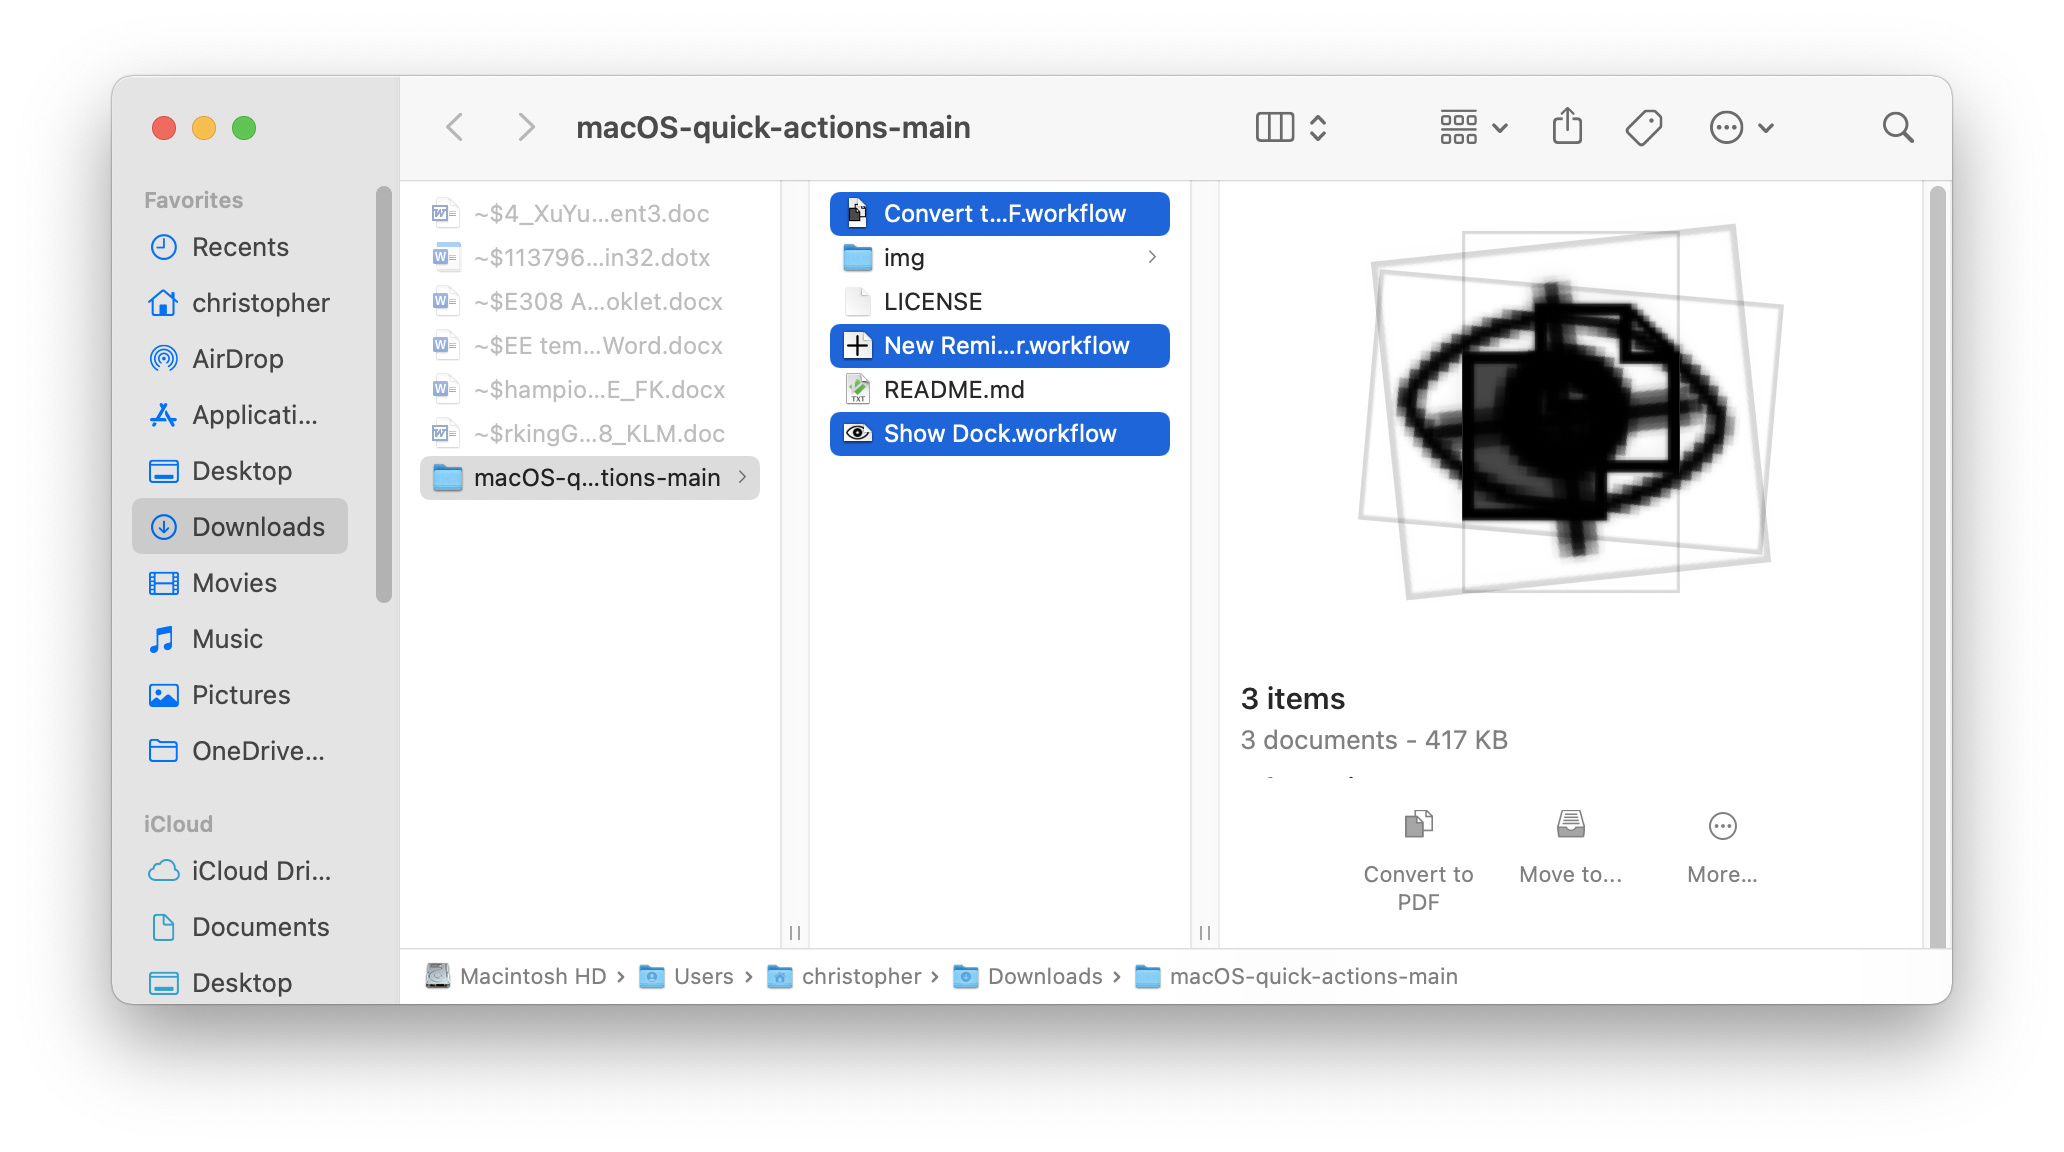 macOS-quick-actions-main
Favorites
Recents
christopher
AirDrop
Applicati...
Desktop
Downloads
Movies
Music
Pictures
OneDrive...
iCloud
iCloud Dri...
Documents
Desktop
~$4_XuYu...ent3.doc
~$113796...in32.dotx
~$E308 A...oklet.docx
~$EE tem...Word.docx
~$hampio...E_FK.docx
~$rkingG...8_KLM.doc
macOS-q...tions-main
Convert t...F.workflow
img
LICENSE
New Remi...r.workflow
README.md
Show Dock.workflow
3 items
3 documents - 417 KB
Convert to
PDF
Move to...
More...
Macintosh HD › Users › christopher › Downloads › macOS-quick-actions-main